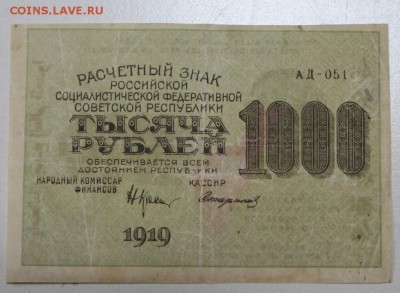 COINS.LAVE.RU
РАСЧЕТНЫЙ ЗНАК
РОССИЙСКОЙ
СОЦИАЛИСТИЧЕСКОЙ ФЕДЕРАТИВНОЙ
СОВЕТСКОЙ РЕСПУБЛИКИ
АД-051
ТЫСЯЧА
РУБЛЕЙ
1000
ОБЕСПЕЧИВАЕТСЯ ВСЕМ
ДОСТОЯНИЕМ РЕСПУБЛИКИ
НАРОДНЫЙ КОМИССАР
ФИНАНСОВ
КАССИР
1919